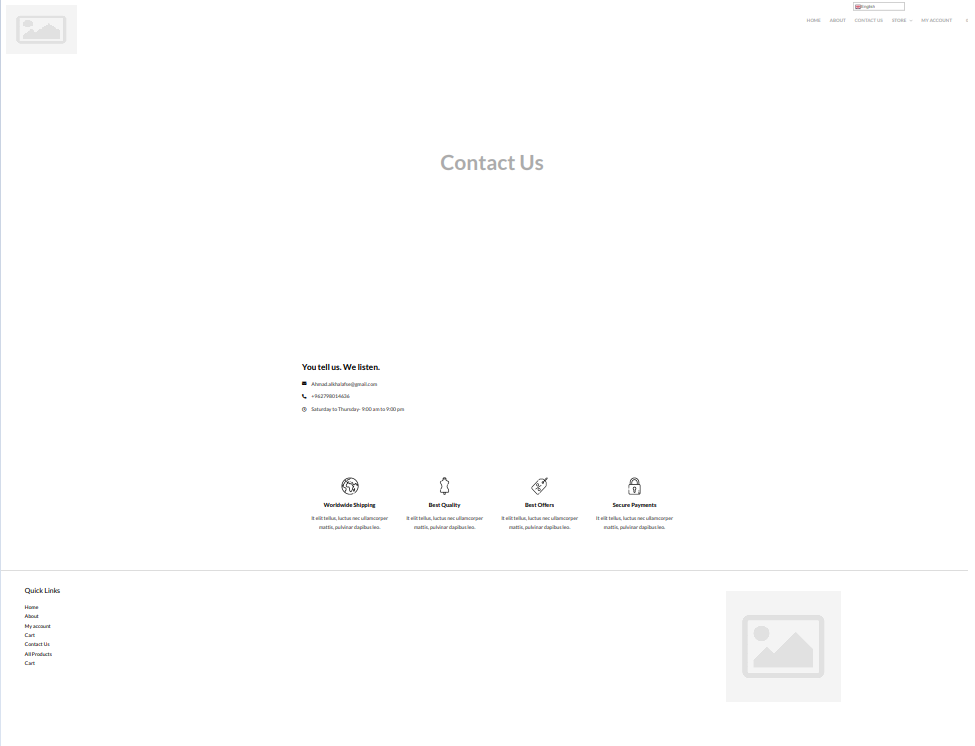 English
HOME ABOUT CONTACT US STORE MY ACCOUNT
Contact Us
You tell us. We listen.
Ahmad.alkhalafse@gmail.com
+962798014636
Saturday to Thursday- 9:00 am to 9:00 pm
Worldwide Shipping
It elit tellus, luctus nec ullamcorper
mattis, pulvinar dapibus leo.
Best Quality
It elit tellus, luctus nec ullamcorper
mattis, pulvinar dapibus leo.
Best Offers
It elit tellus, luctus nec ullamcorper
mattis, pulvinar dapibus leo.
Secure Payments
It elit tellus, luctus nec ullamcorper
mattis, pulvinar dapibus leo.
Quick Links
Home
About
My account
Cart
Contact Us
All Products
Cart